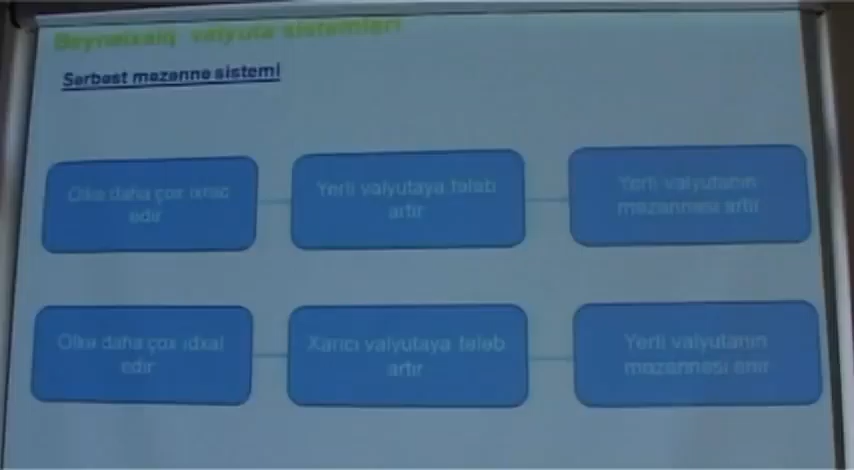 Beynəlxalq valyuta sistemləri
Sərbəst məzənnə sistemi
Ölkə daha çox ixrac
edir
Yerli valyutaya tələb
artır
Yerli valyutanın
məzənnəsi artır
Ölkə daha çox idxal
edir
Xarici valyutaya tələb
artır
Yerli valyutanın
məzənnəsi enir